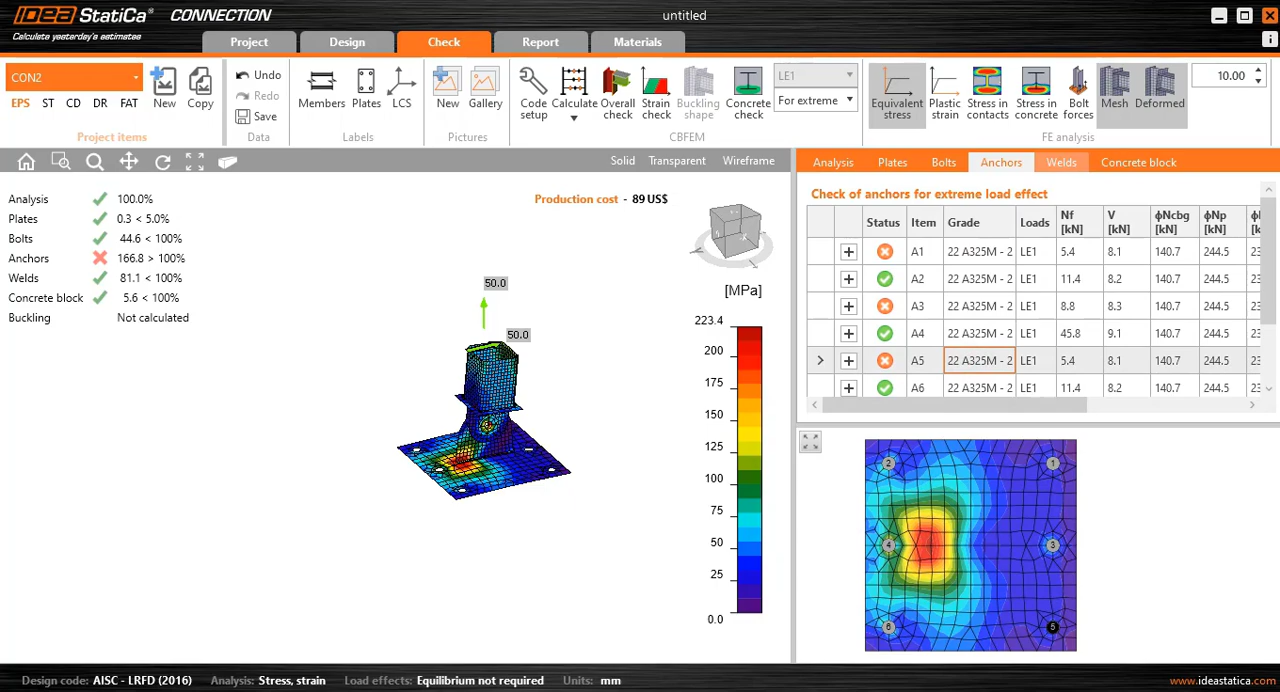 IDEA StatiCa® CONNECTION
Calculate yesterday's estimates
untitled
Project Design Check Report Materials
CON2
EPS ST CD DR FAT
New Copy
Project items
Undo
Redo
Save
Data
Members Plates LCS
Labels
New Gallery
Pictures
Code setup Calculate Overall check Strain check Buckling shape Concrete check
LE1
For extreme
CBFEM
Equivalent stress Plastic strain Stress in contacts Stress in concrete Bolt forces Mesh Deformed
10.00
FE analysis
Solid Transparent Wireframe
Analysis 100.0%
Plates 0.3 < 5.0%
Bolts 44.6 < 100%
Anchors 166.8 > 100%
Welds 81.1 < 100%
Concrete block 5.6 < 100%
Buckling Not calculated
Production cost - 89 US$
50.0
50.0
[MPa]
223.4
200
175
150
125
100
75
50
25
0.0
Analysis Plates Bolts Anchors Welds Concrete block
Check of anchors for extreme load effect
Status Item Grade Loads Nf [kN] V [kN] ϕNcbg [kN] ϕNp [kN]
A1 22 A325M - 2 LE1 5.4 8.1 140.7 244.5 23
A2 22 A325M - 2 LE1 11.4 8.2 140.7 244.5 23
A3 22 A325M - 2 LE1 8.8 8.3 140.7 244.5 23
A4 22 A325M - 2 LE1 45.8 9.1 140.7 244.5 23
A5 22 A325M - 2 LE1 5.4 8.1 140.7 244.5 23
A6 22 A325M - 2 LE1 11.4 8.2 140.7 244.5 23
2 1
4 3
6 5
Design code: AISC - LRFD (2016) Analysis: Stress, strain Load effects: Equilibrium not required Units: mm
www.ideastatica.com